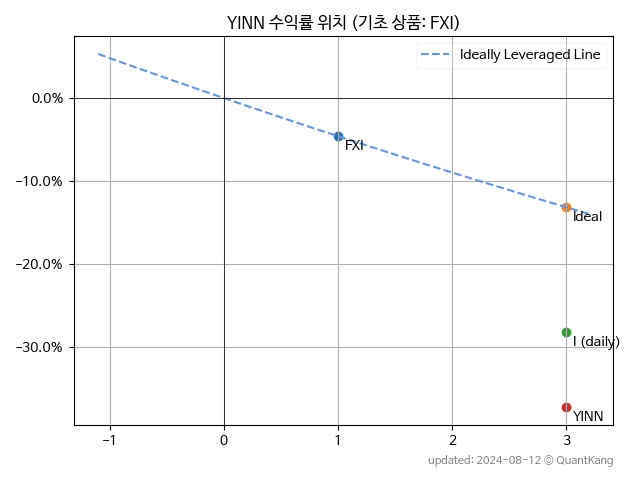 YINN 수익률 위치 (기초 상품: FXI)
Ideally Leveraged Line
0.0%
FXI
-10.0%
Ideal
-20.0%
I (daily)
-30.0%
YINN
-1 0 1 2 3
updated: 2024-08-12 © QuantKang